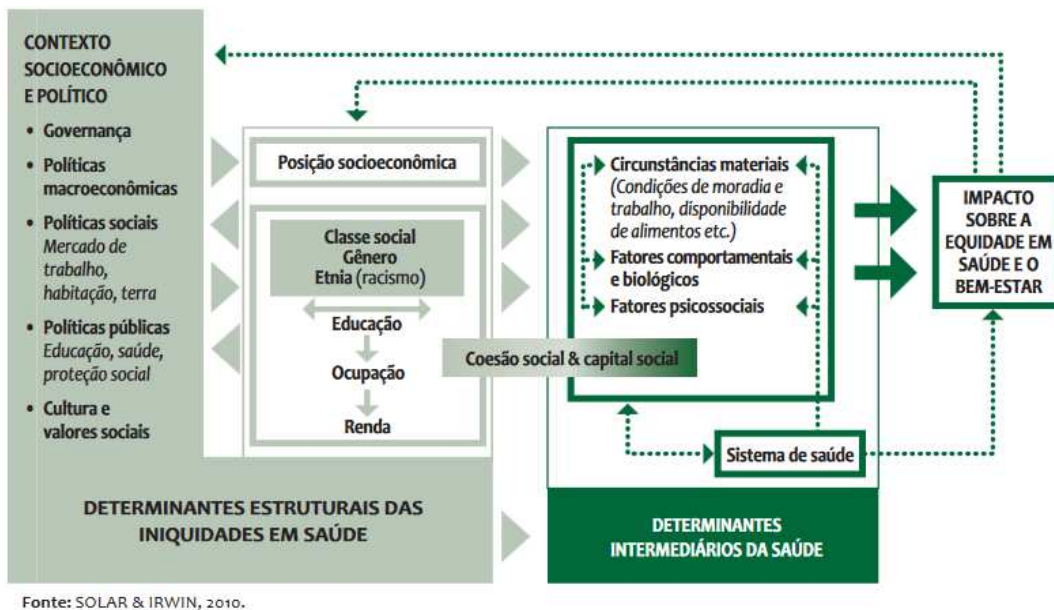 CONTEXTO
SOCIOECONÔMICO
E POLÍTICO
• Governança
• Políticas
macroeconômicas
• Políticas sociais
Mercado de
trabalho,
habitação, terra
• Políticas públicas
Educação, saúde,
proteção social
• Cultura e
valores sociais
Posição socioeconômica
Classe social
Gênero
Etnia (racismo)
Educação
Ocupação
Renda
Coesão social & capital social
Circunstâncias materiais
(Condições de moradia e
trabalho, disponibilidade
de alimentos etc.)
Fatores comportamentais
e biológicos
Fatores psicossociais
Sistema de saúde
IMPACTO
SOBRE A
EQUIDADE EM
SAÚDE E O
BEM-ESTAR
DETERMINANTES ESTRUTURAIS DAS
INIQUIDADES EM SAÚDE
DETERMINANTES
INTERMEDIÁRIOS DA SAÚDE
Fonte: SOLAR & IRWIN, 2010.